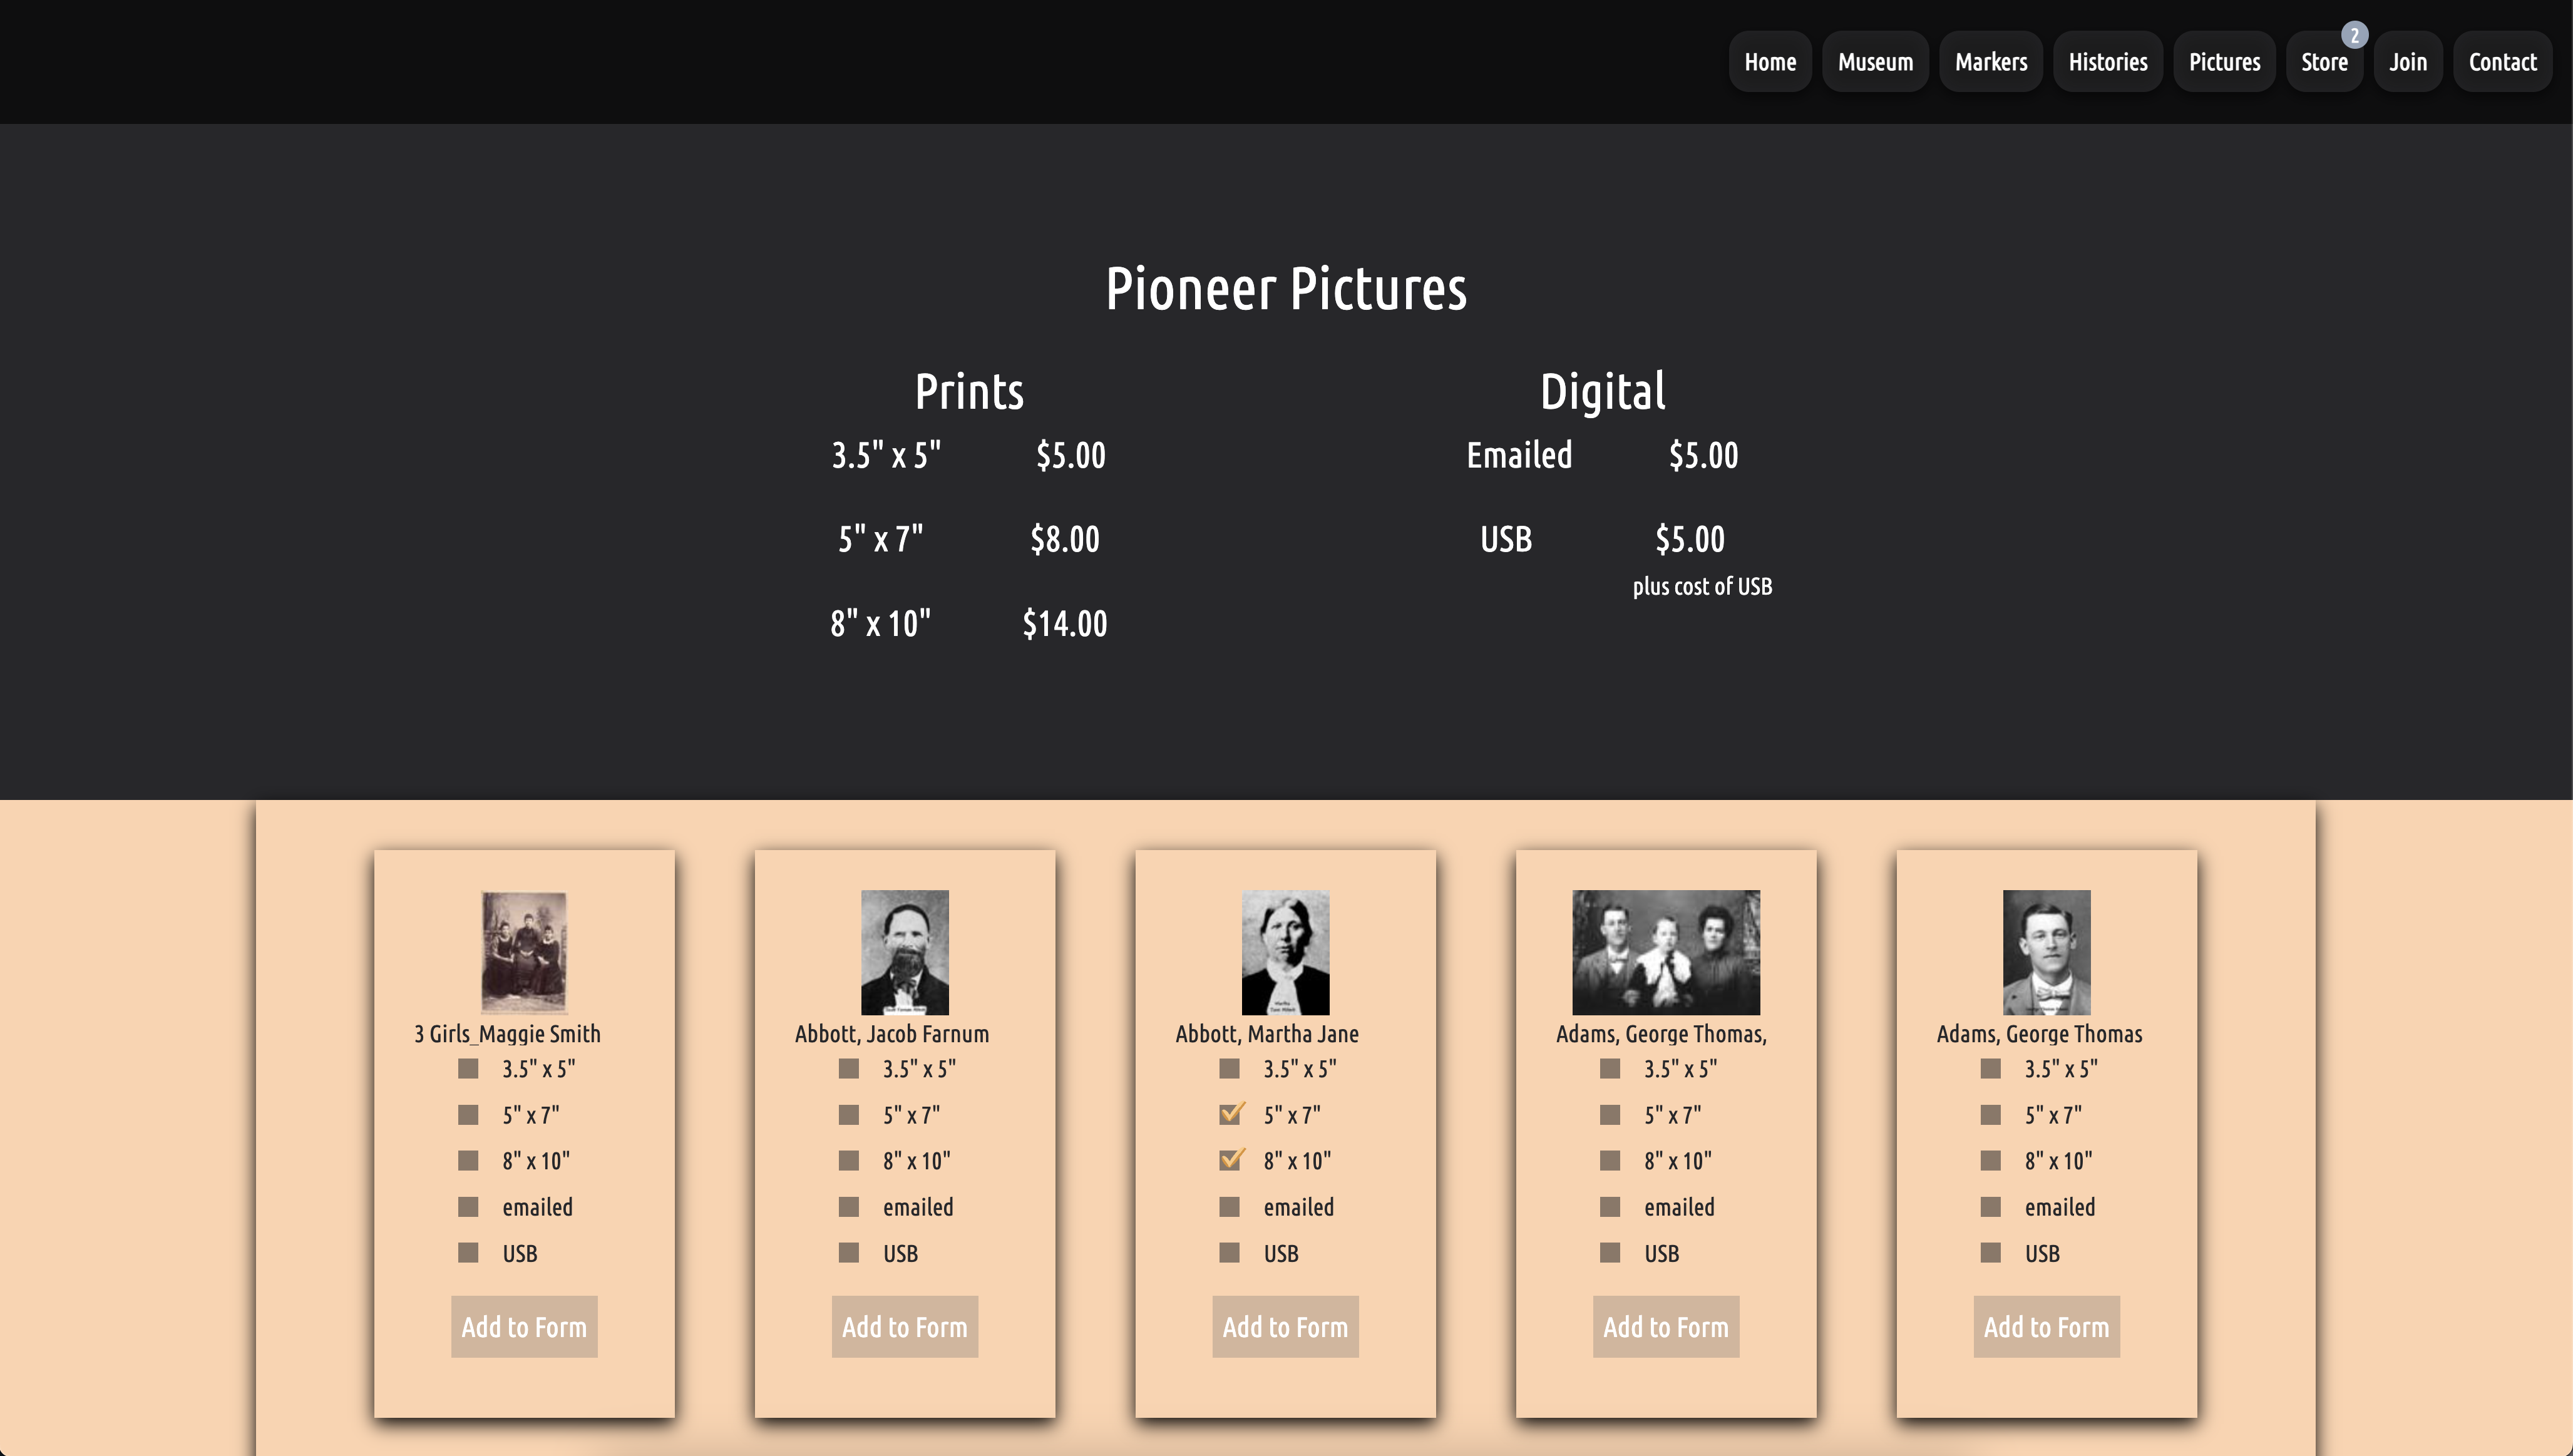 Home Museum Markers Histories Pictures Store 2 Join Contact
Pioneer Pictures
Prints
3.5" x 5" $5.00
5" x 7" $8.00
8" x 10" $14.00
Digital
Emailed $5.00
USB $5.00
plus cost of USB
3 Girls_Maggie Smith
3.5" x 5"
5" x 7"
8" x 10"
emailed
USB
Add to Form
Abbott, Jacob Farnum
3.5" x 5"
5" x 7"
8" x 10"
emailed
USB
Add to Form
Abbott, Martha Jane
3.5" x 5"
5" x 7"
8" x 10"
emailed
USB
Add to Form
Adams, George Thomas,
3.5" x 5"
5" x 7"
8" x 10"
emailed
USB
Add to Form
Adams, George Thomas
3.5" x 5"
5" x 7"
8" x 10"
emailed
USB
Add to Form